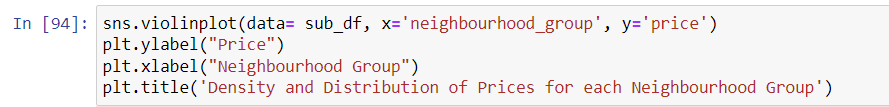 In [94]: sns.violinplot(data= sub_df, x='neighbourhood_group', y='price')
plt.ylabel("Price")
plt.xlabel("Neighbourhood Group")
plt.title('Density and Distribution of Prices for each Neighbourhood Group')